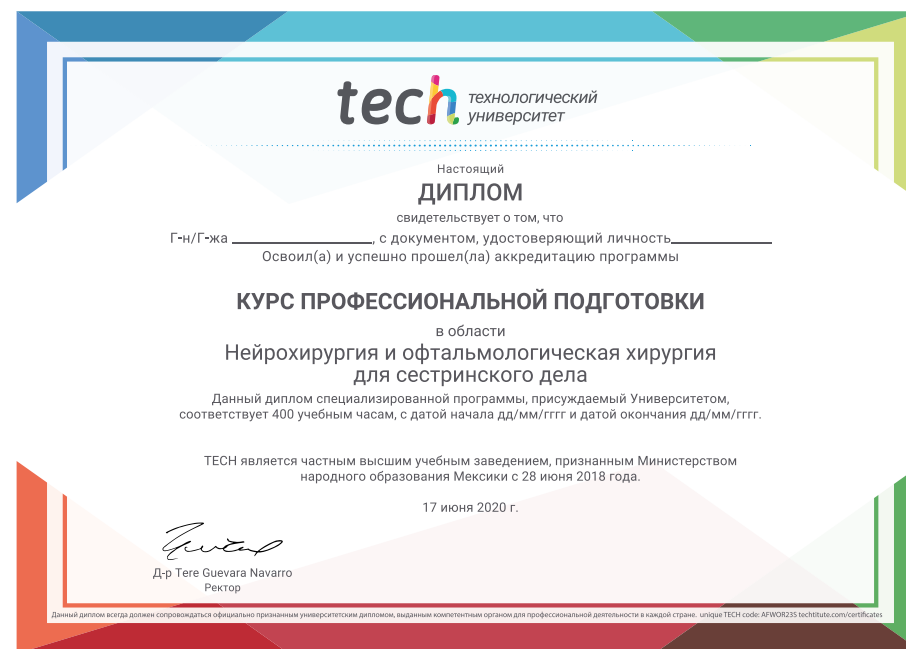 tech технологический
университет
Настоящий
ДИПЛОМ
свидетельствует о том, что
Г-н/Г-жа ____________, с документом, удостоверяющий личность____________
Освоил(а) и успешно прошел(ла) аккредитацию программы
КУРС ПРОФЕССИОНАЛЬНОЙ ПОДГОТОВКИ
в области
Нейрохирургия и офтальмологическая хирургия
для сестринского дела
Данный диплом специализированной программы, присуждаемый Университетом,
соответствует 400 учебным часам, с датой начала дд/мм/гггг и датой окончания дд/мм/гггг.
TECH является частным высшим учебным заведением, признанным Министерством
народного образования Мексики с 28 июня 2018 года.
17 июня 2020 г.
Д-р Tere Guevara Navarro
Ректор
Данный диплом всегда должен сопровождаться официально признанным университетским дипломом, выданным компетентным органом для профессиональной деятельности в каждой стране. unique TECH code: AFWOR235 techtitute.com/certificates